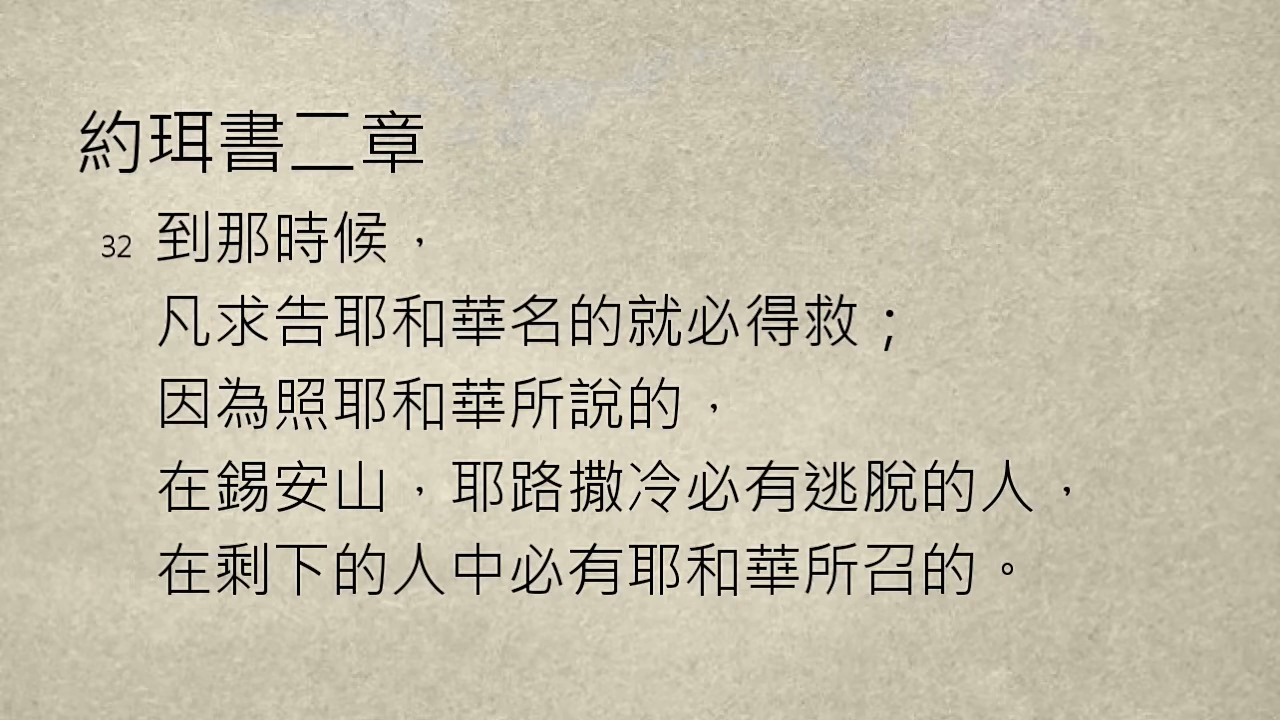 約珥書二章
32 到那時候，
凡求告耶和華名的就必得救；
因為照耶和華所說的，
在錫安山，耶路撒冷必有逃脫的人，
在剩下的人中必有耶和華所召的。